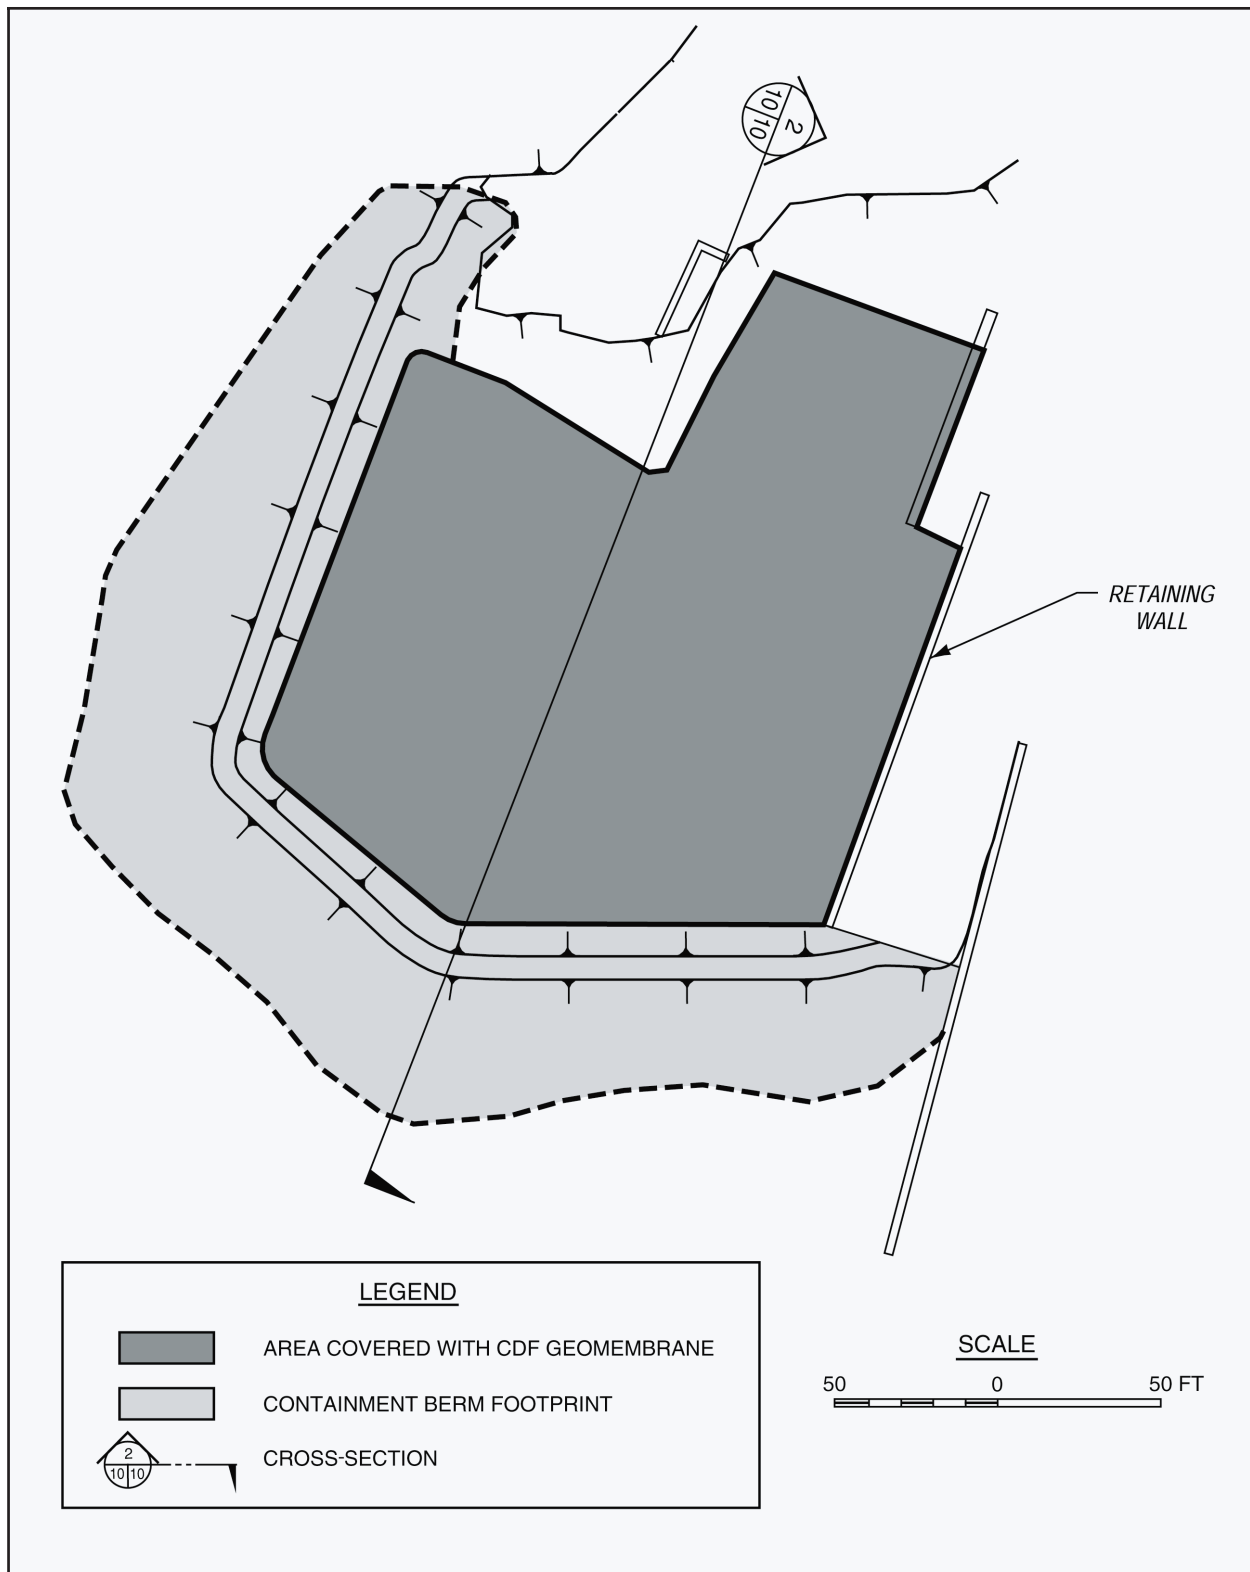 2
10 10
RETAINING
WALL
LEGEND
AREA COVERED WITH CDF GEOMEMBRANE
CONTAINMENT BERM FOOTPRINT
2
10 10
CROSS-SECTION
SCALE
50 0 50 FT